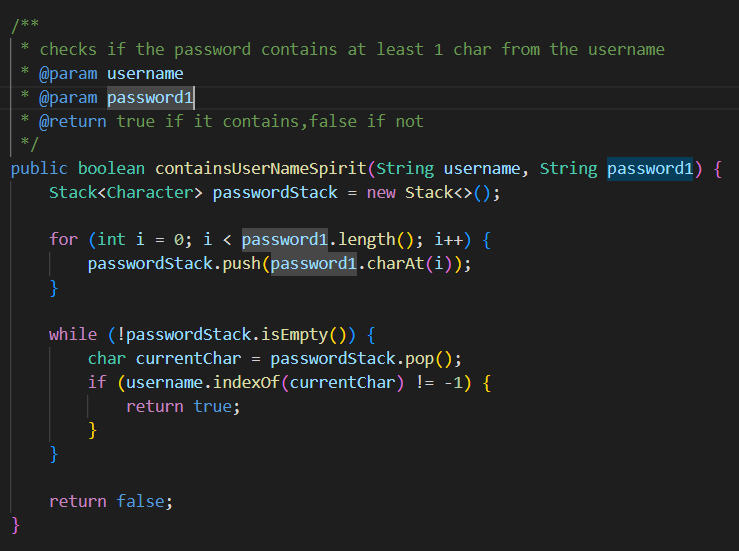 /**
 * checks if the password contains at least 1 char from the username
 * @param username
 * @param password1
 * @return true if it contains,false if not
 */
public boolean containsUserNameSpirit(String username, String password1) {
    Stack<Character> passwordStack = new Stack<>();

    for (int i = 0; i < password1.length(); i++) {
        passwordStack.push(password1.charAt(i));
    }

    while (!passwordStack.isEmpty()) {
        char currentChar = passwordStack.pop();
        if (username.indexOf(currentChar) != -1) {
            return true;
        }
    }

    return false;
}